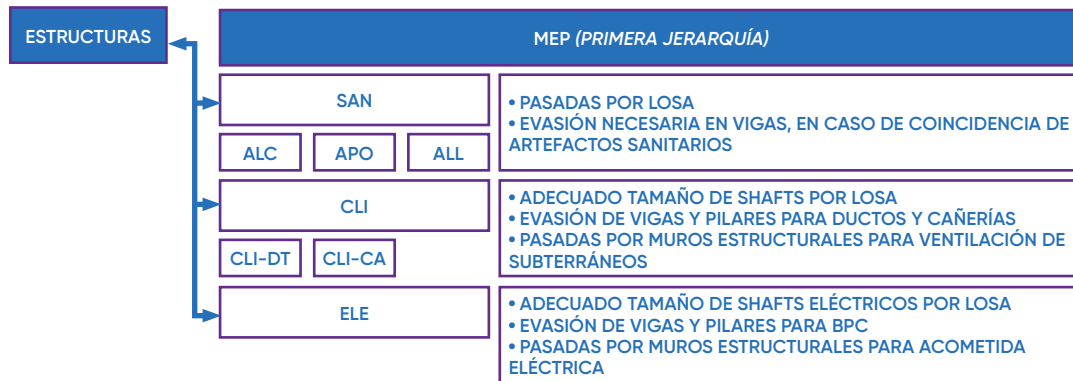 ESTRUCTURAS
MEP (PRIMERA JERARQUÍA)
SAN
ALC APO ALL
• PASADAS POR LOSA
• EVASIÓN NECESARIA EN VIGAS, EN CASO DE COINCIDENCIA DE
ARTEFACTOS SANITARIOS
CLI
CLI-DT CLI-CA
• ADECUADO TAMAÑO DE SHAFTS POR LOSA
• EVASIÓN DE VIGAS Y PILARES PARA DUCTOS Y CAÑERÍAS
• PASADAS POR MUROS ESTRUCTURALES PARA VENTILACIÓN DE
SUBTERRÁNEOS
ELE
• ADECUADO TAMAÑO DE SHAFTS ELÉCTRICOS POR LOSA
• EVASIÓN DE VIGAS Y PILARES PARA BPC
• PASADAS POR MUROS ESTRUCTURALES PARA ACOMETIDA
ELÉCTRICA